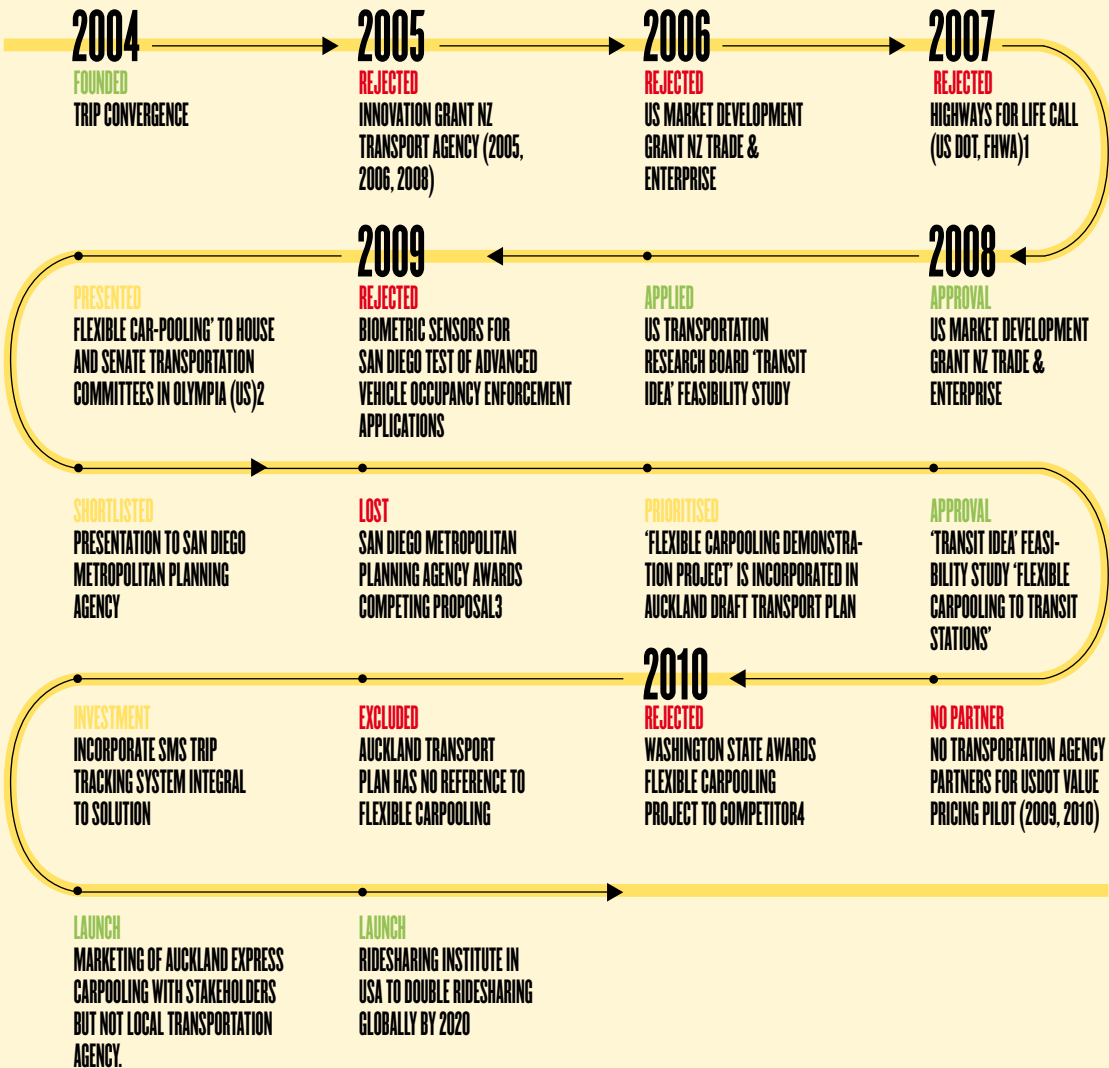 2004
FOUNDED
TRIP CONVERGENCE
2005
REJECTED
INNOVATION GRANT NZ
TRANSPORT AGENCY (2005,
2006, 2008)
2006
REJECTED
US MARKET DEVELOPMENT
GRANT NZ TRADE &
ENTERPRISE
2007
REJECTED
HIGHWAYS FOR LIFE CALL
(US DOT, FHWA)1
2008
APPROVAL
US MARKET DEVELOPMENT
GRANT NZ TRADE &
ENTERPRISE
APPLIED
US TRANSPORTATION
RESEARCH BOARD ‘TRANSIT
IDEA’ FEASIBILITY STUDY
2009
REJECTED
BIOMETRIC SENSORS FOR
SAN DIEGO TEST OF ADVANCED
VEHICLE OCCUPANCY ENFORCEMENT
APPLICATIONS
PRESENTED
FLEXIBLE CAR-POOLING’ TO HOUSE
AND SENATE TRANSPORTATION
COMMITTEES IN OLYMPIA (US)2
SHORTLISTED
PRESENTATION TO SAN DIEGO
METROPOLITAN PLANNING
AGENCY
LOST
SAN DIEGO METROPOLITAN
PLANNING AGENCY AWARDS
COMPETING PROPOSAL3
PRIORITISED
‘FLEXIBLE CARPOOLING DEMONSTRA-
TION PROJECT’ IS INCORPORATED IN
AUCKLAND DRAFT TRANSPORT PLAN
APPROVAL
‘TRANSIT IDEA’ FEASI-
BILITY STUDY ‘FLEXIBLE
CARPOOLING TO TRANSIT
STATIONS’
NO PARTNER
NO TRANSPORTATION AGENCY
PARTNERS FOR USDOT VALUE
PRICING PILOT (2009, 2010)
2010
REJECTED
WASHINGTON STATE AWARDS
FLEXIBLE CARPOOLING
PROJECT TO COMPETITOR4
EXCLUDED
AUCKLAND TRANSPORT
PLAN HAS NO REFERENCE TO
FLEXIBLE CARPOOLING
INVESTMENT
INCORPORATE SMS TRIP
TRACKING SYSTEM INTEGRAL
TO SOLUTION
LAUNCH
MARKETING OF AUCKLAND EXPRESS
CARPOOLING WITH STAKEHOLDERS
BUT NOT LOCAL TRANSPORTATION
AGENCY.
LAUNCH
RIDESHARING INSTITUTE IN
USA TO DOUBLE RIDESHARING
GLOBALLY BY 2020